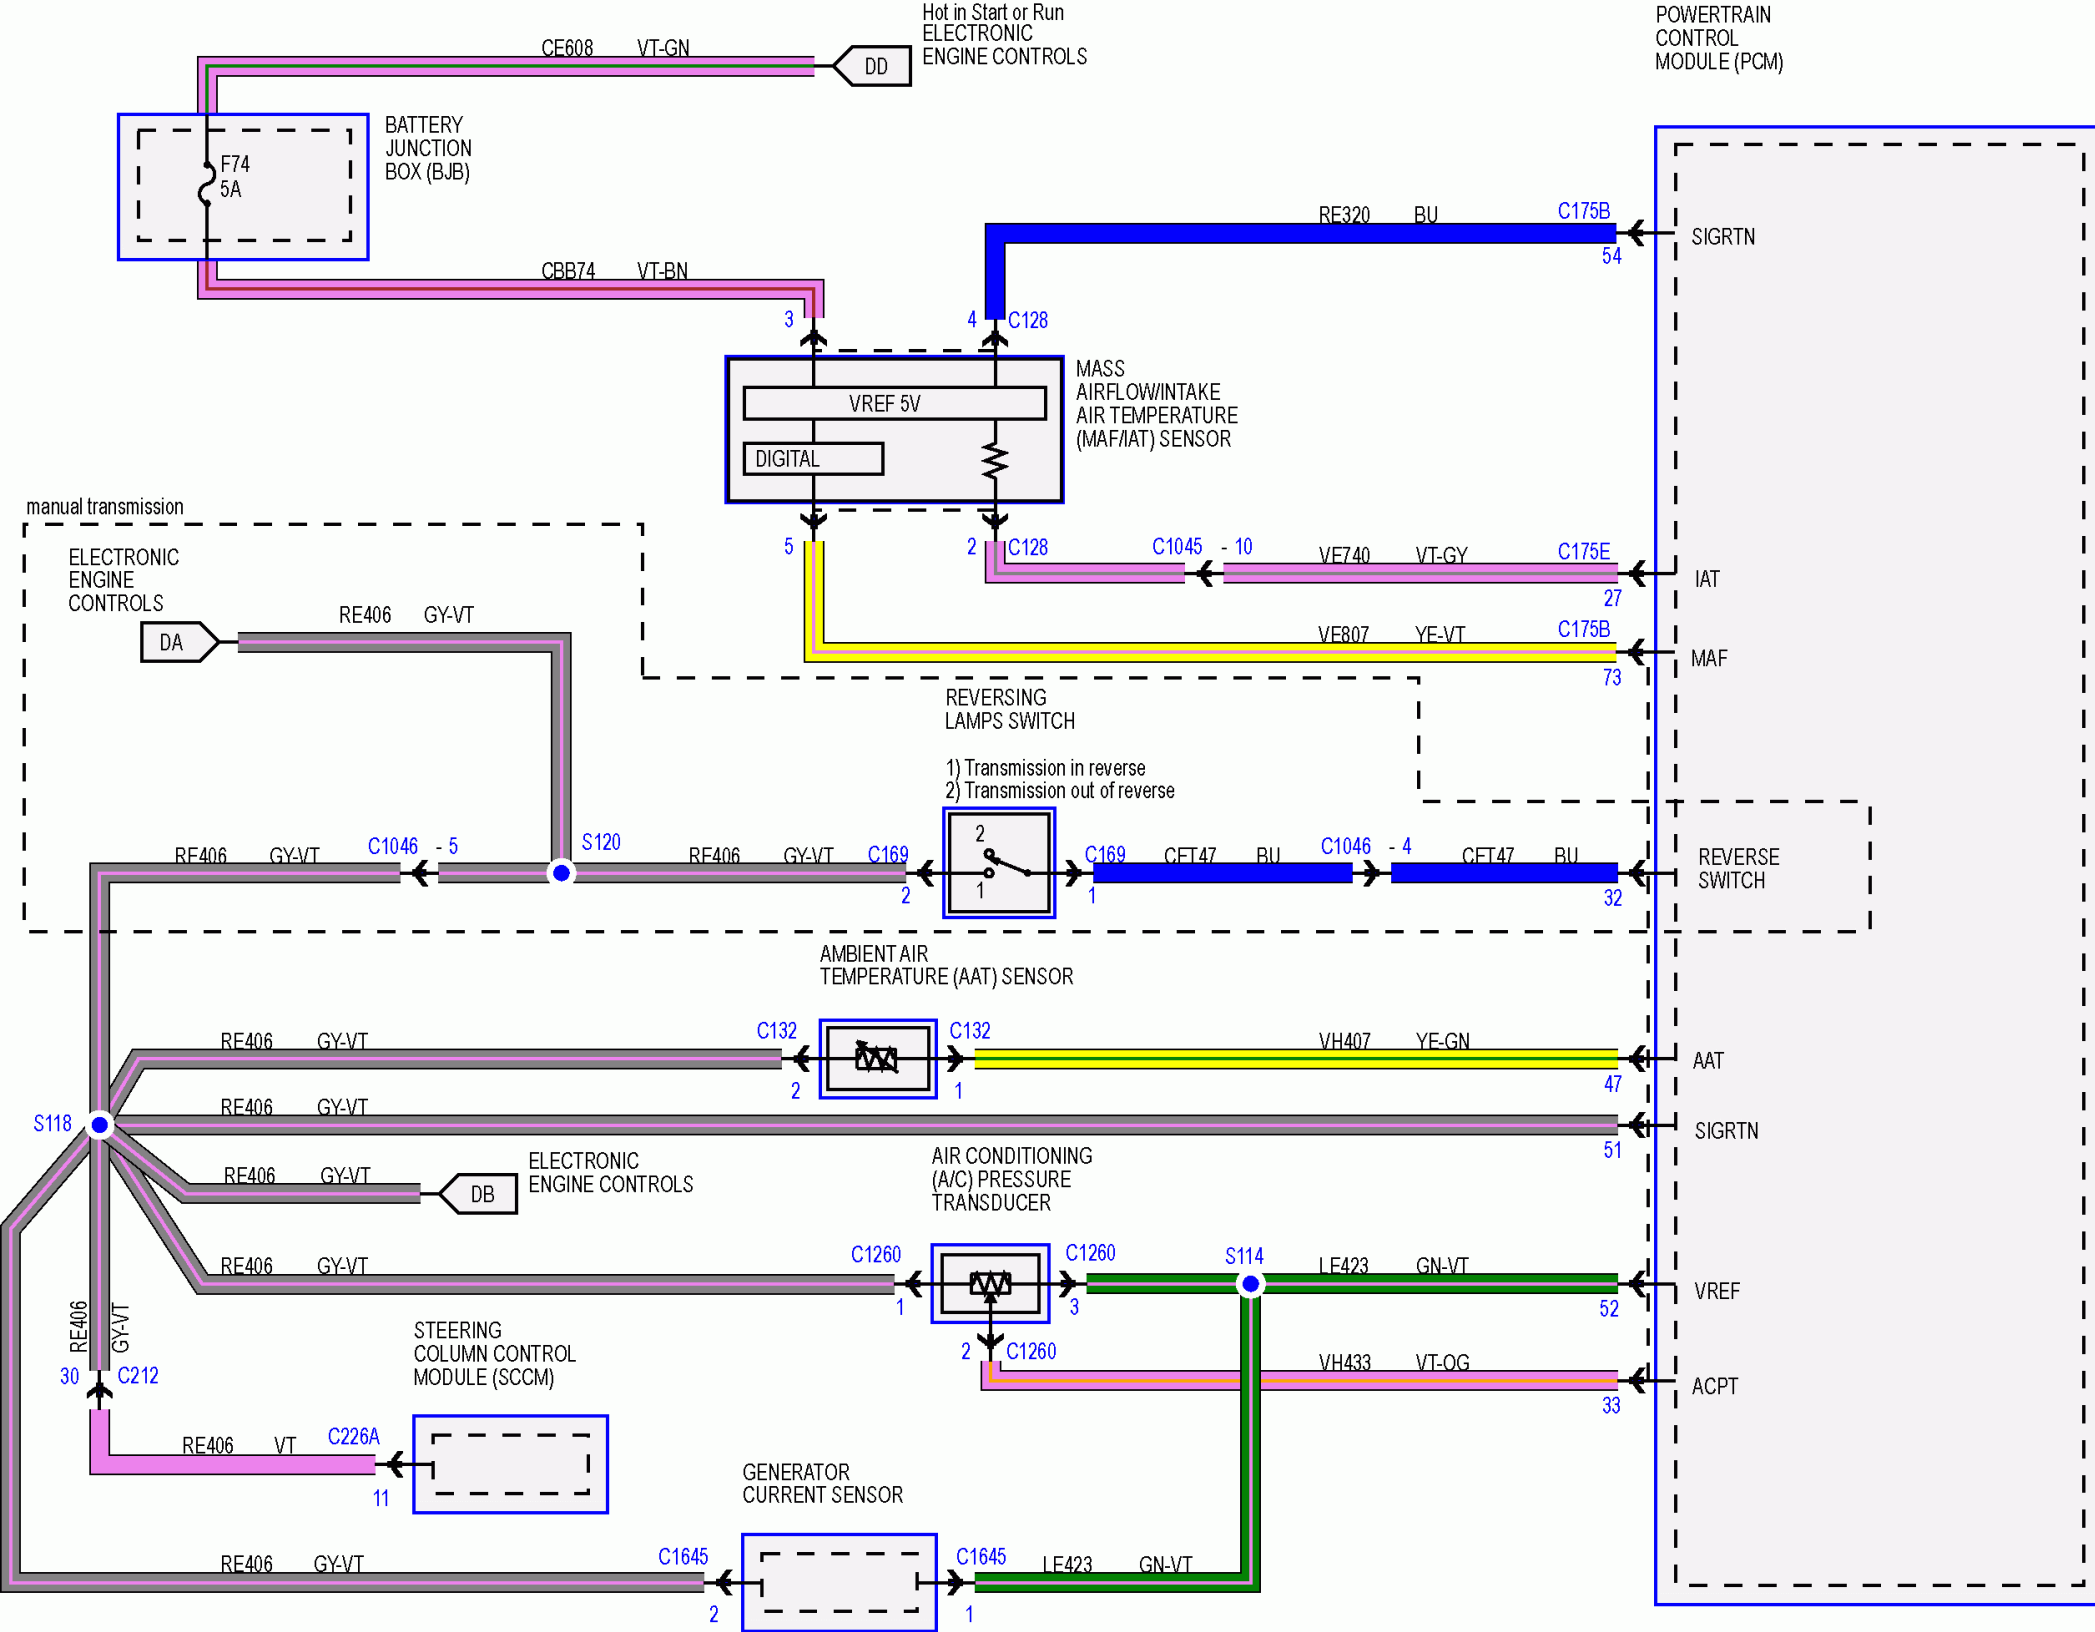 Hot in Start or Run
ELECTRONIC
ENGINE CONTROLS
DD
CE608 VT-GN
POWERTRAIN
CONTROL
MODULE (PCM)
BATTERY
JUNCTION
BOX (BJB)
F74
5A
CBB74 VT-BN
RE320 BU
C175B
54
SIGRTN
3
4
C128
MASS
AIRFLOW/INTAKE
AIR TEMPERATURE
(MAF/IAT) SENSOR
VREF 5V
DIGITAL
manual transmission
5
2
C128
C1045 - 10
VE740 VT-GY
C175E
27
IAT
ELECTRONIC
ENGINE
CONTROLS
DA
RE406 GY-VT
VE807 YE-VT
C175B
73
MAF
REVERSING
LAMPS SWITCH
1) Transmission in reverse
2) Transmission out of reverse
RE406 GY-VT
C1046 - 5
S120
RE406 GY-VT
C169
2
2
1
C169
1
CET47 BU
C1046 - 4
CET47 BU
32
REVERSE
SWITCH
AMBIENT AIR
TEMPERATURE (AAT) SENSOR
RE406 GY-VT
C132
2
C132
1
VH407 YE-GN
47
AAT
S118
RE406 GY-VT
51
SIGRTN
RE406 GY-VT
DB
ELECTRONIC
ENGINE CONTROLS
AIR CONDITIONING
(A/C) PRESSURE
TRANSDUCER
RE406 GY-VT
C1260
1
C1260
3
S114
LE423 GN-VT
52
VREF
2
C1260
VH433 VT-OG
33
ACPT
RE406
GY-VT
30
C212
STEERING
COLUMN CONTROL
MODULE (SCCM)
RE406 VT
C226A
11
GENERATOR
CURRENT SENSOR
RE406 GY-VT
C1645
2
C1645
1
LE423 GN-VT